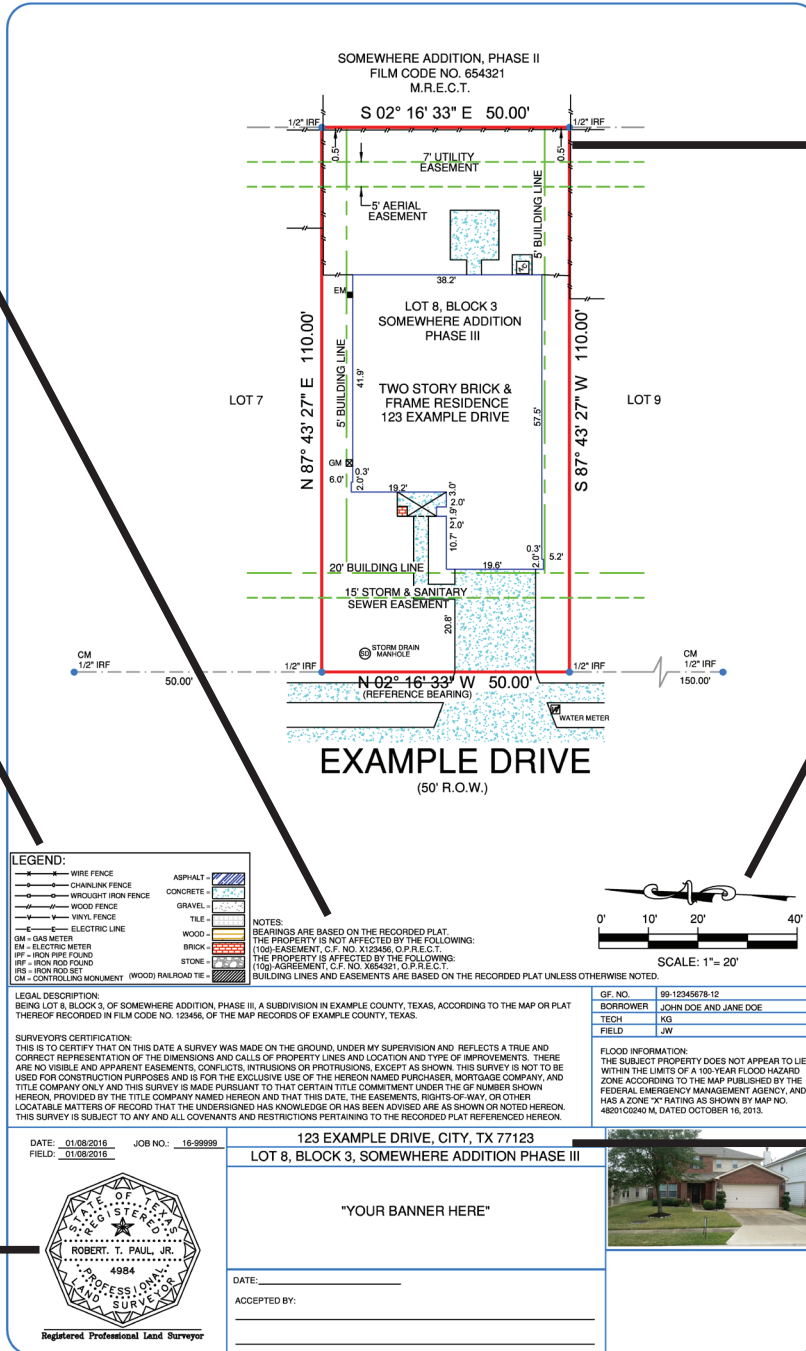 SOMEWHERE ADDITION, PHASE II
FILM CODE NO. 654321
M.R.E.C.T.
S 02° 16' 33" E 50.00'
1/2" IRF
1/2" IRF
0.5'
0.5'
7' UTILITY
EASEMENT
5' AERIAL
EASEMENT
5' BUILDING LINE
38.2'
A/C
EM
LOT 8, BLOCK 3
SOMEWHERE ADDITION
PHASE III
N 87° 43' 27" E 110.00'
S 87° 43' 27" W 110.00'
5' BUILDING LINE
41.9'
57.5'
TWO STORY BRICK &
FRAME RESIDENCE
123 EXAMPLE DRIVE
LOT 7
LOT 9
GM
0.3'
6.0'
2.0'
19.2'
3.0'
2.0'
1.9'
2.0'
10.7'
0.3'
2.0'
5.2'
19.6'
20' BUILDING LINE
15' STORM & SANITARY
SEWER EASEMENT
20.8'
SD
STORM DRAIN
MANHOLE
CM
1/2" IRF
50.00'
1/2" IRF
1/2" IRF
CM
1/2" IRF
150.00'
N 02° 16' 33" W 50.00'
(REFERENCE BEARING)
W
WATER METER
EXAMPLE DRIVE
(50' R.O.W.)
LEGEND:
WIRE FENCE
CHAINLINK FENCE
WROUGHT IRON FENCE
WOOD FENCE
VINYL FENCE
E E ELECTRIC LINE
GM = GAS METER
EM = ELECTRIC METER
IPF = IRON PIPE FOUND
IRF = IRON ROD FOUND
IRS = IRON ROD SET
CM = CONTROLLING MONUMENT
ASPHALT =
CONCRETE =
GRAVEL =
TILE =
WOOD =
BRICK =
STONE =
(WOOD) RAILROAD TIE =
NOTES:
BEARINGS ARE BASED ON THE RECORDED PLAT.
THE PROPERTY IS NOT AFFECTED BY THE FOLLOWING:
(10d)-EASEMENT, C.F. NO. X123456, O.P.R.E.C.T.
THE PROPERTY IS AFFECTED BY THE FOLLOWING:
(10g)-AGREEMENT, C.F. NO. X654321, O.P.R.E.C.T.
BUILDING LINES AND EASEMENTS ARE BASED ON THE RECORDED PLAT UNLESS OTHERWISE NOTED.
0' 10' 20' 40'
SCALE: 1"= 20'
LEGAL DESCRIPTION:
BEING LOT 8, BLOCK 3, OF SOMEWHERE ADDITION, PHASE III, A SUBDIVISION IN EXAMPLE COUNTY, TEXAS, ACCORDING TO THE MAP OR PLAT
THEREOF RECORDED IN FILM CODE NO. 123456, OF THE MAP RECORDS OF EXAMPLE COUNTY, TEXAS.
SURVEYOR'S CERTIFICATION:
THIS IS TO CERTIFY THAT ON THIS DATE A SURVEY WAS MADE ON THE GROUND, UNDER MY SUPERVISION AND REFLECTS A TRUE AND
CORRECT REPRESENTATION OF THE DIMENSIONS AND CALLS OF PROPERTY LINES AND LOCATION AND TYPE OF IMPROVEMENTS. THERE
ARE NO VISIBLE AND APPARENT EASEMENTS, CONFLICTS, INTRUSIONS OR PROTRUSIONS, EXCEPT AS SHOWN. THIS SURVEY IS NOT TO BE
USED FOR CONSTRUCTION PURPOSES AND IS FOR THE EXCLUSIVE USE OF THE HEREON NAMED PURCHASER, MORTGAGE COMPANY, AND
TITLE COMPANY ONLY AND THIS SURVEY IS MADE PURSUANT TO THAT CERTAIN TITLE COMMITMENT UNDER THE GF NUMBER SHOWN
HEREON, PROVIDED BY THE TITLE COMPANY NAMED HEREON AND THAT THIS DATE, THE EASEMENTS, RIGHTS-OF-WAY, OR OTHER
LOCATABLE MATTERS OF RECORD THAT THE UNDERSIGNED HAS KNOWLEDGE OR HAS BEEN ADVISED ARE AS SHOWN OR NOTED HEREON.
THIS SURVEY IS SUBJECT TO ANY AND ALL COVENANTS AND RESTRICTIONS PERTAINING TO THE RECORDED PLAT REFERENCED HEREON.
GF. NO. 99-12345678-12
BORROWER JOHN DOE AND JANE DOE
TECH KG
FIELD JW
FLOOD INFORMATION:
THE SUBJECT PROPERTY DOES NOT APPEAR TO LIE
WITHIN THE LIMITS OF A 100-YEAR FLOOD HAZARD
ZONE ACCORDING TO THE MAP PUBLISHED BY THE
FEDERAL EMERGENCY MANAGEMENT AGENCY, AND
HAS A ZONE "X" RATING AS SHOWN BY MAP NO.
48201C0240 M, DATED OCTOBER 16, 2013.
DATE: 01/08/2016 JOB NO.: 16-99999
FIELD: 01/08/2016
STATE OF TEXAS
REGISTERED
ROBERT. T. PAUL, JR.
4984
PROFESSIONAL
LAND SURVEYOR
Registered Professional Land Surveyor
123 EXAMPLE DRIVE, CITY, TX 77123
LOT 8, BLOCK 3, SOMEWHERE ADDITION PHASE III
"YOUR BANNER HERE"
DATE:
ACCEPTED BY: